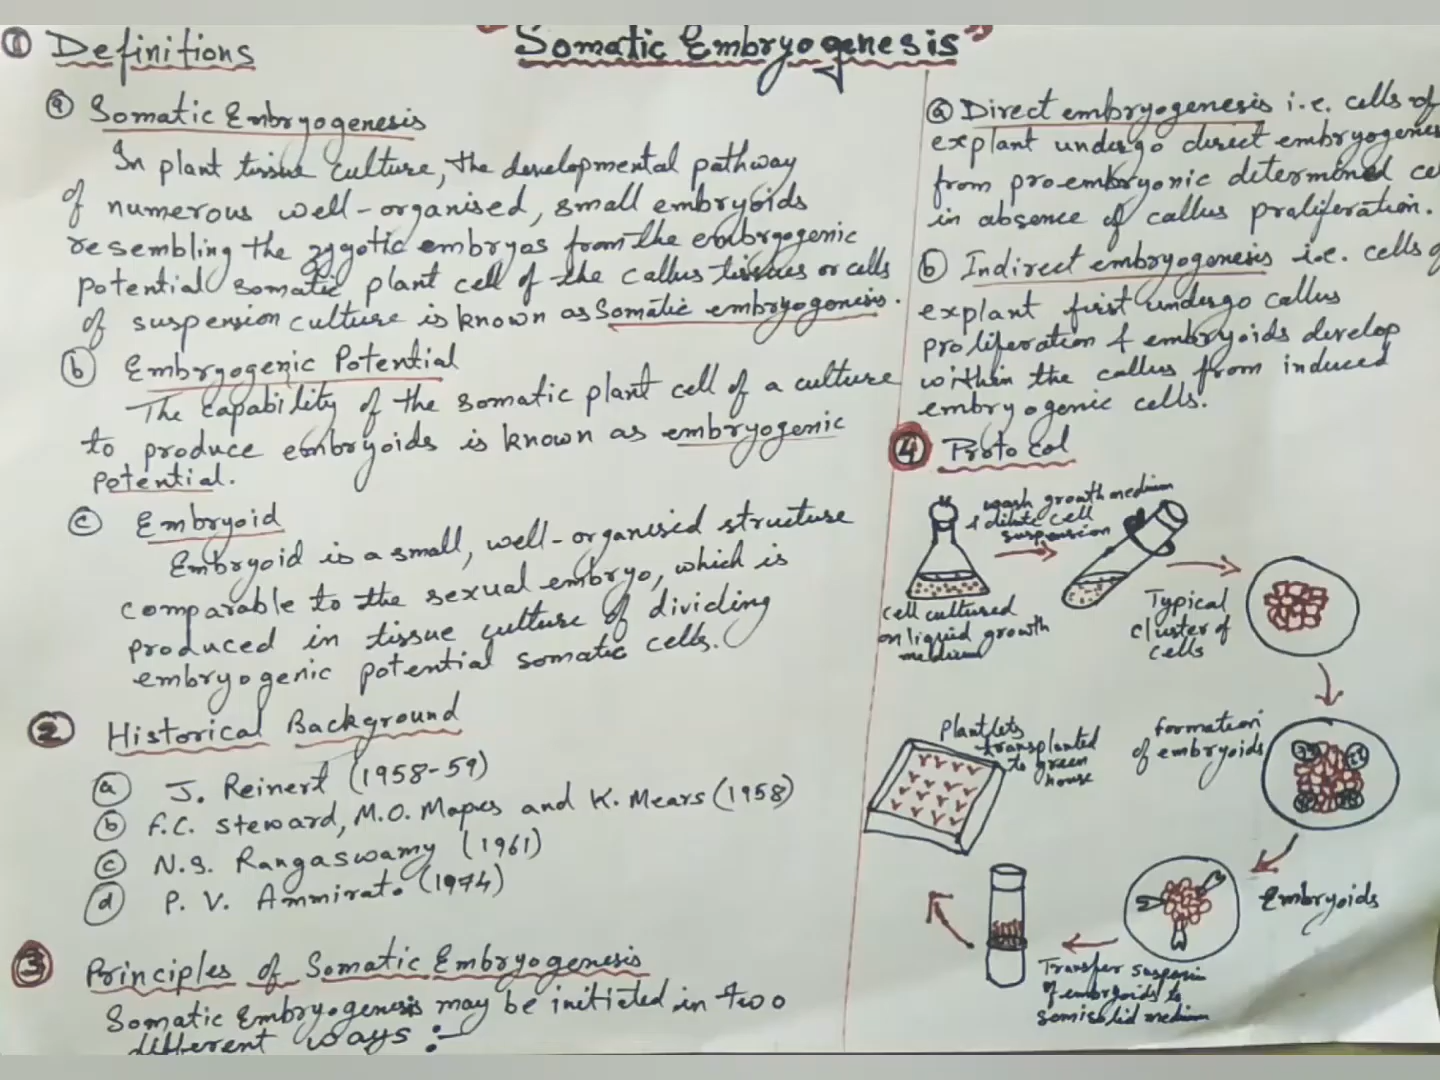 "Somatic Embryogenesis"
① Definitions
ⓐ Somatic Embryogenesis
In plant tissue culture, the developmental pathway
of numerous well-organised, small embryoids
resembling the zygotic embryos from the embryogenic
potential somatic plant cell of the callus tissues or cells
of suspension culture is known as Somatic embryogenesis.
ⓑ Embryogenic Potential
The capability of the somatic plant cell of a culture
to produce embryoids is known as embryogenic
potential.
ⓒ Embryoid
Embryoid is a small, well-organised structure
comparable to the sexual embryo, which is
produced in tissue culture of dividing
embryogenic potential somatic cells.
② Historical Background
ⓐ J. Reinert (1958-59)
ⓑ F.C. Steward, M.O. Mapes and K. Mears (1958)
ⓒ N.S. Rangaswamy (1961)
ⓓ P. V. Ammirato (1974)
③ Principles of Somatic Embryogenesis
Somatic Embryogenesis may be initiated in two
different ways :-
ⓐ Direct embryogenesis i.e. cells of
explant undergo direct embryogenes
from pro-embryonic determined ce
in absence of callus proliferation.
ⓑ Indirect embryogenesis i.e. cells o
explant first undergo callus
proliferation & embryoids develop
within the callus from induced
embryogenic cells.
④ Protocol
wash growth medium
& dilute cell
suspension
cell cultured
on liquid growth
medium
Typical
cluster of
cells
formation
of embryoids
Embryoids
Transfer suspensin
of embryoids to
semisolid medium
Plantlets
transplanted
to green
house